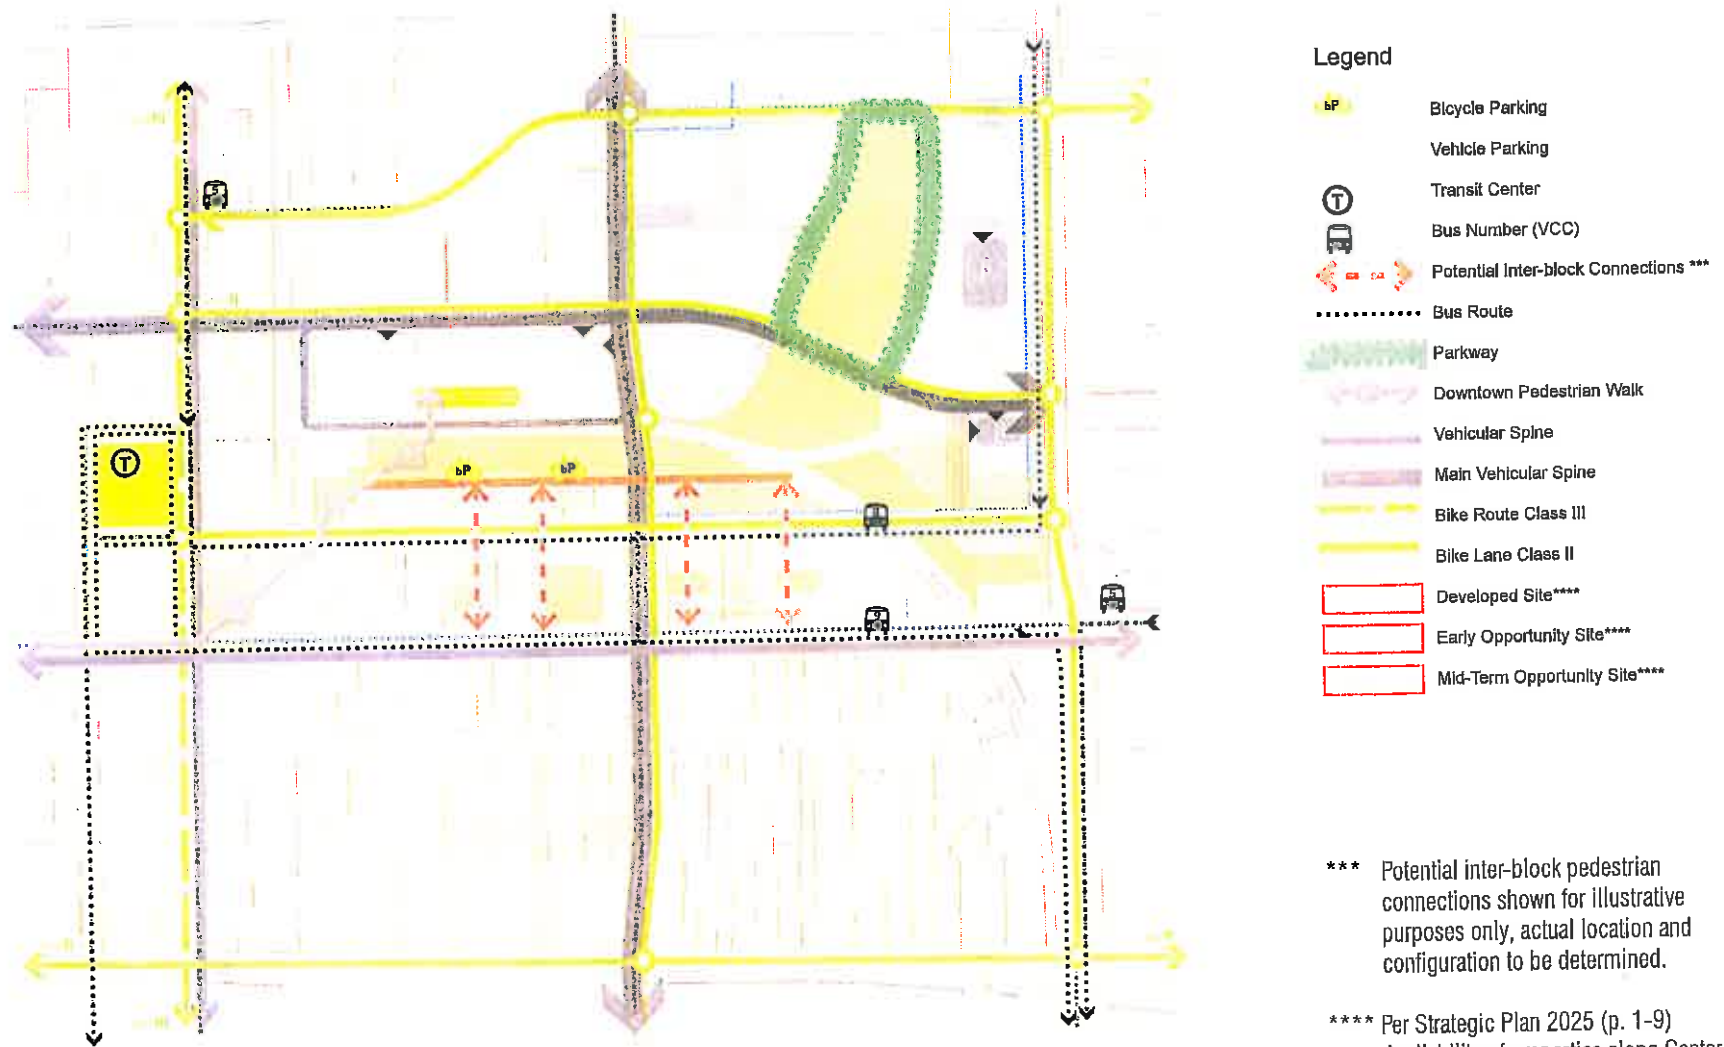 Legend
bP
Bicycle Parking
Vehicle Parking
T
Transit Center
Bus Number (VCC)
Potential Inter-block Connections ***
Bus Route
Parkway
Downtown Pedestrian Walk
Vehicular Spine
Main Vehicular Spine
Bike Route Class III
Bike Lane Class II
Developed Site****
Early Opportunity Site****
Mid-Term Opportunity Site****
5
T
bP
bP
9
5
*** Potential inter-block pedestrian
connections shown for illustrative
purposes only, actual location and
configuration to be determined.
**** Per Strategic Plan 2025 (p. 1-9)